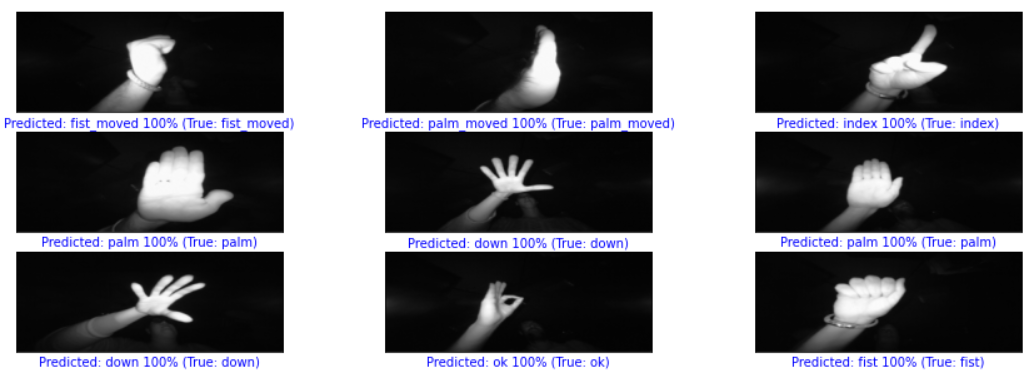 Predicted: fist_moved 100% (True: fist_moved)
Predicted: palm_moved 100% (True: palm_moved)
Predicted: index 100% (True: index)
Predicted: palm 100% (True: palm)
Predicted: down 100% (True: down)
Predicted: palm 100% (True: palm)
Predicted: down 100% (True: down)
Predicted: ok 100% (True: ok)
Predicted: fist 100% (True: fist)